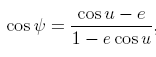 cos ψ = (cos u − e) / (1 − e cos u),